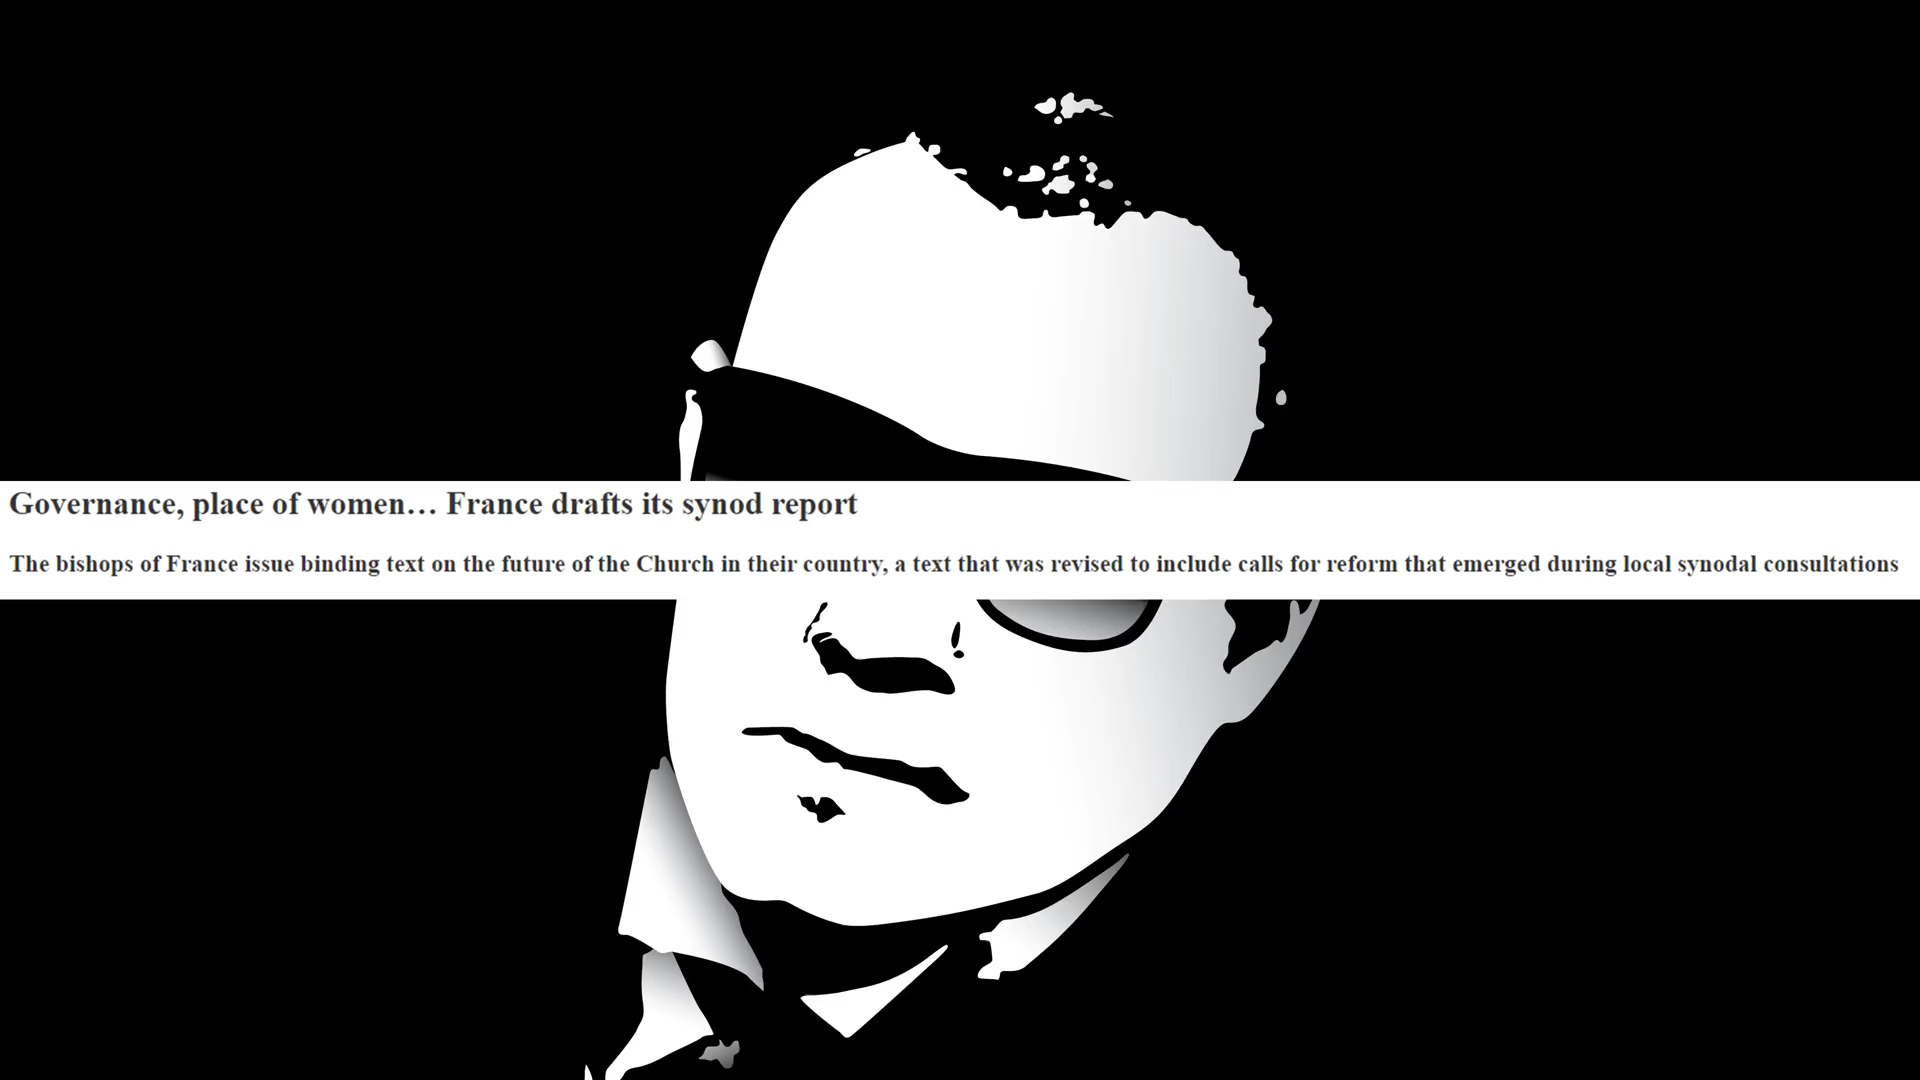 Governance, place of women… France drafts its synod report
The bishops of France issue binding text on the future of the Church in their country, a text that was revised to include calls for reform that emerged during local synodal consultations